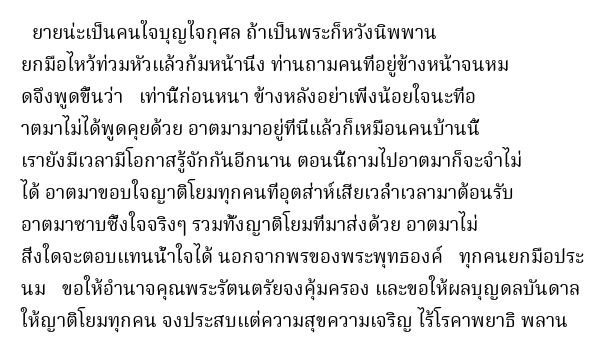 ยายน่ะเป็นคนใจบุญใจกุศล ถ้าเป็นพระก็หวังนิพพาน
ยกมือไหว้ท่วมหัวแล้วก้มหน้านิ่ง ท่านถามคนที่อยู่ข้างหน้าจนหม
ดจึงพูดขึ้นว่า เท่านี้ก่อนหนา ข้างหลังอย่าเพิ่งน้อยใจนะที่อ
าตมาไม่ได้พูดคุยด้วย อาตมามาอยู่ที่นี่แล้วก็เหมือนคนบ้านนี้
เรายังมีเวลามีโอกาสรู้จักกันอีกนาน ตอนนี้ถามไปอาตมาก็จะจำไม่
ได้ อาตมาขอบใจญาติโยมทุกคนที่อุตส่าห์เสียเวล่ำเวลามาต้อนรับ
อาตมาซาบซึ้งใจจริงๆ รวมทั้งญาติโยมที่มาส่งด้วย อาตมาไม่
สิ่งใดจะตอบแทนน้ำใจได้ นอกจากพรของพระพุทธองค์ ทุกคนยกมือประ
นม ขอให้อำนาจคุณพระรัตนตรัยจงคุ้มครอง และขอให้ผลบุญดลบันดาล
ให้ญาติโยมทุกคน จงประสบแต่ความสุขความเจริญ ไร้โรคาพยาธิ พลาน